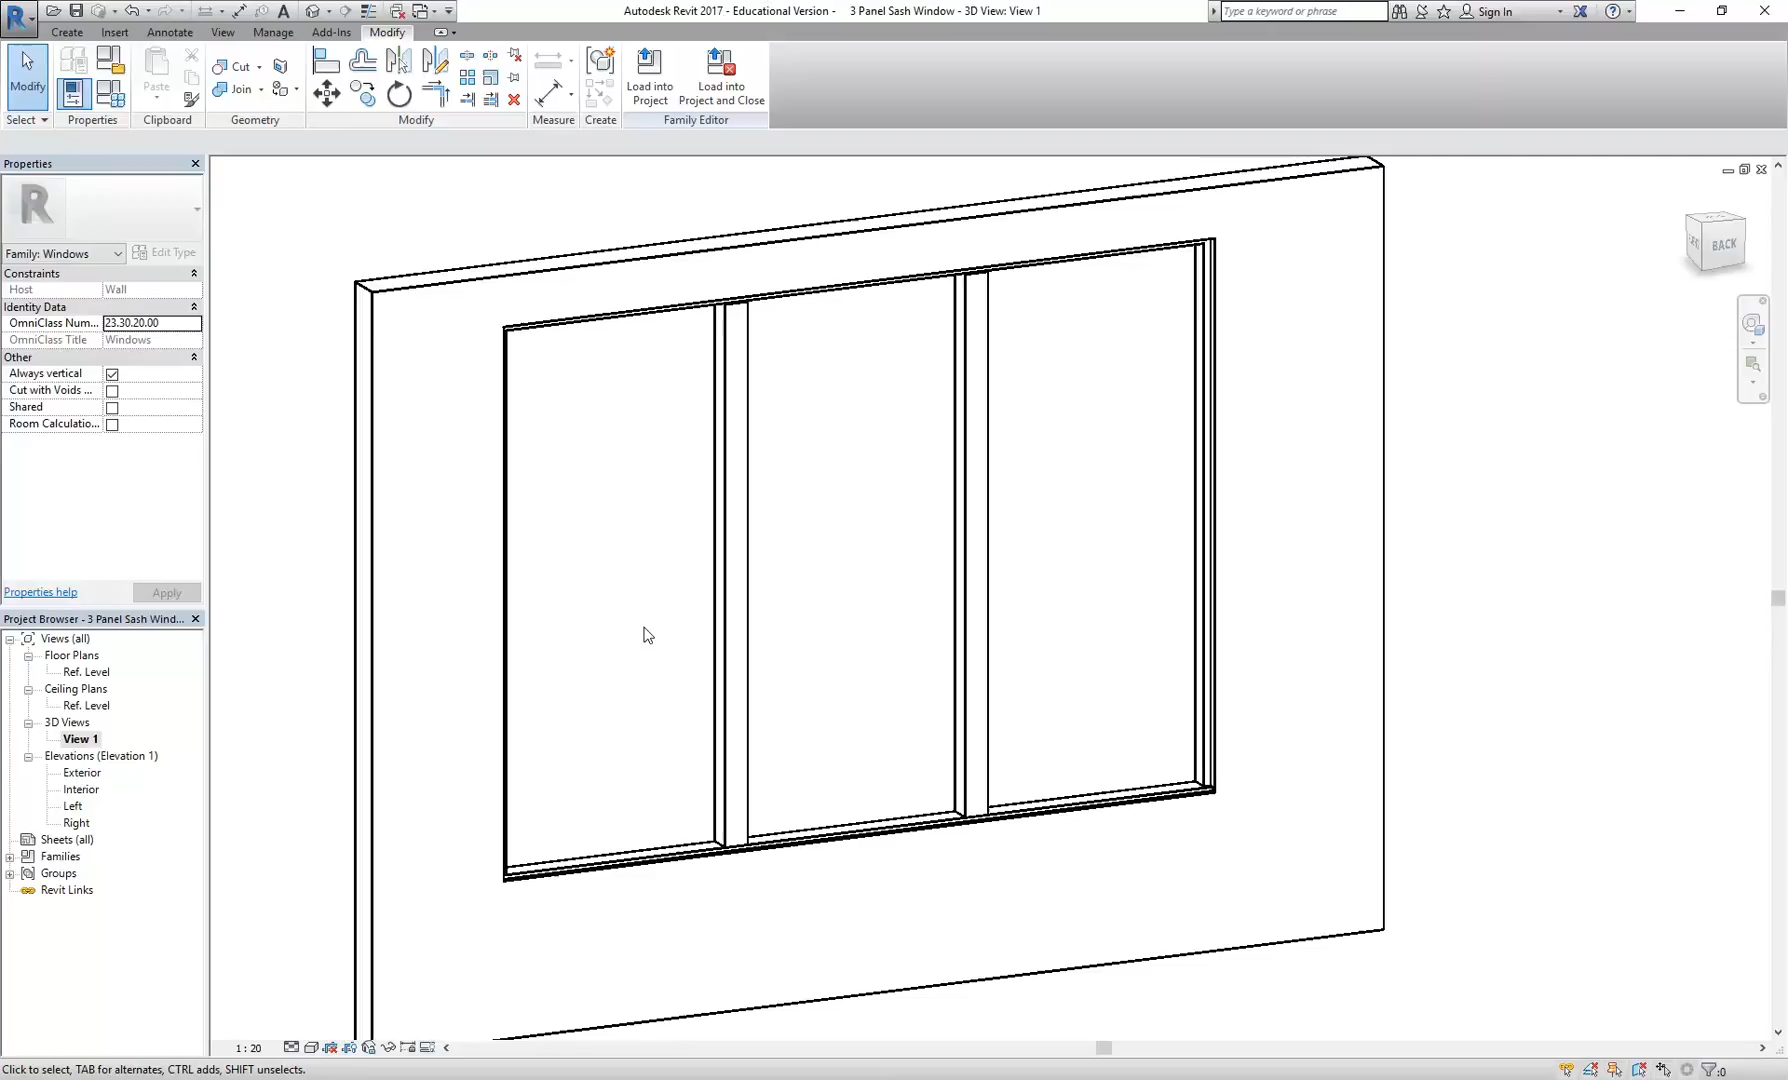 Autodesk Revit 2017 - Educational Version - 3 Panel Sash Window - 3D View: View 1
Type a keyword or phrase
Sign In
Create Insert Annotate View Manage Add-Ins Modify
Modify
Paste
Cut
Join
Load into Project
Load into Project and Close
Select Properties Clipboard Geometry Modify Measure Create Family Editor
Properties
R
Family: Windows
Edit Type
Constraints
Host Wall
Identity Data
OmniClass Num... 23.30.20.00
OmniClass Title Windows
Other
Always vertical
Cut with Voids ...
Shared
Room Calculatio...
Properties help
Apply
Project Browser - 3 Panel Sash Wind...
Views (all)
Floor Plans
Ref. Level
Ceiling Plans
Ref. Level
3D Views
View 1
Elevations (Elevation 1)
Exterior
Interior
Left
Right
Sheets (all)
Families
Groups
Revit Links
BACK
1 : 20
Click to select, TAB for alternates, CTRL adds, SHIFT unselects.
:0